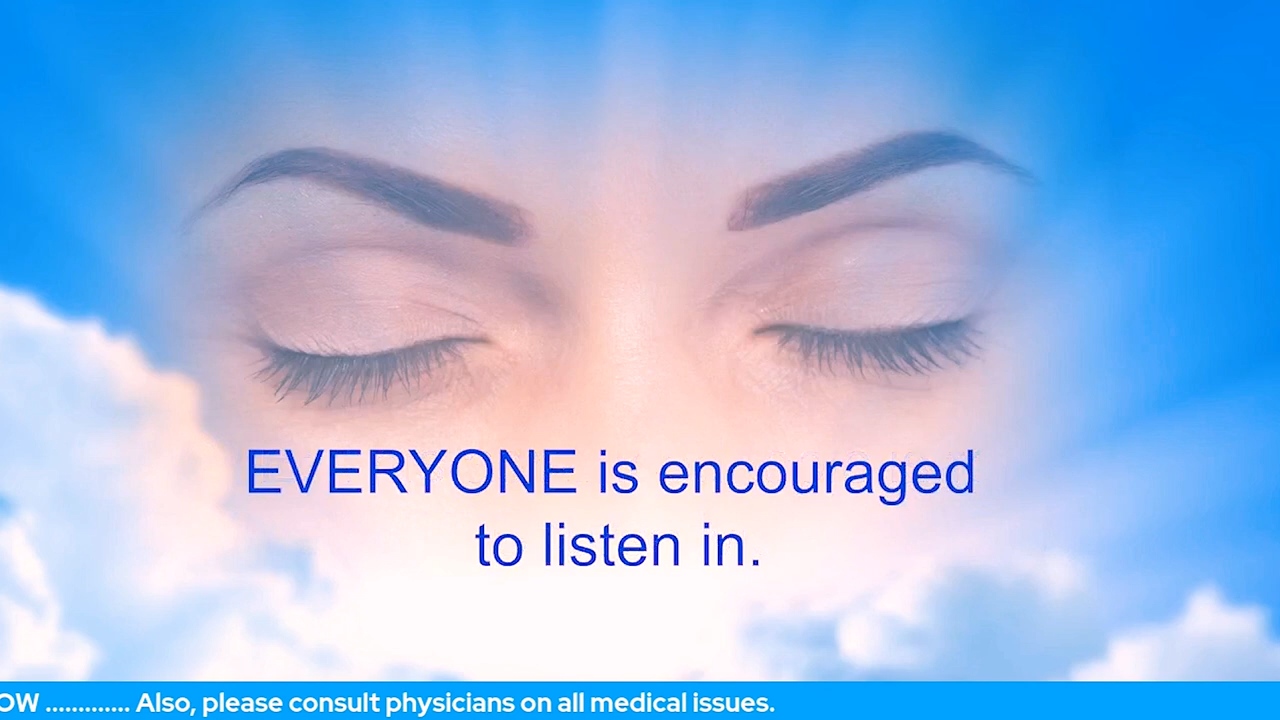 EVERYONE is encouraged
to listen in.
OW ............. Also, please consult physicians on all medical issues.